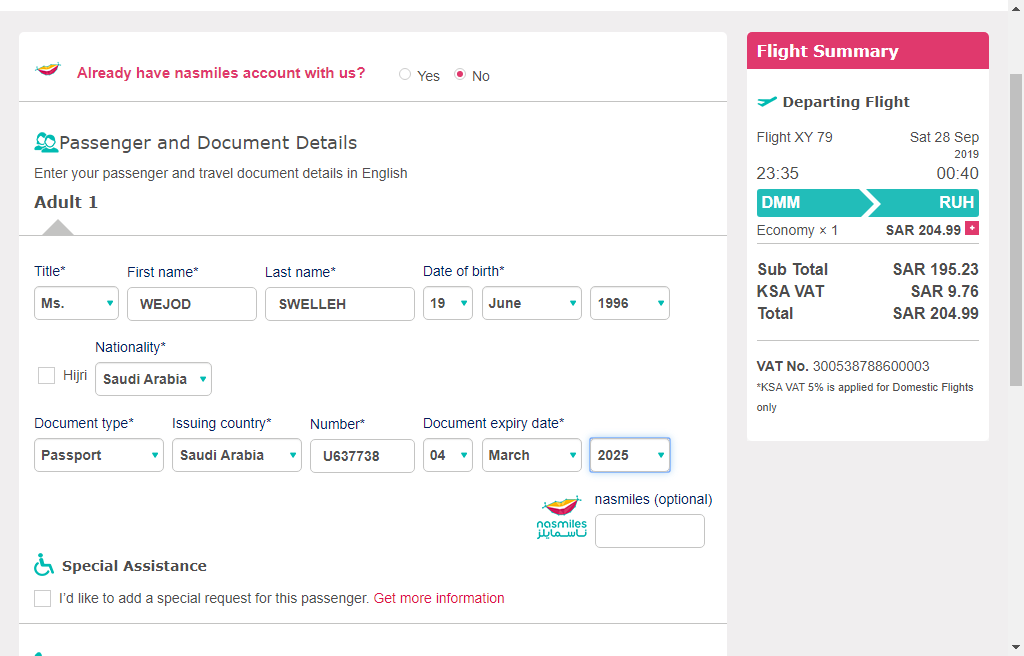 Already have nasmiles account with us? Yes No
Passenger and Document Details
Enter your passenger and travel document details in English
Adult 1
Title* First name* Last name* Date of birth*
Ms. WEJOD SWELLEH 19 June 1996
Nationality*
Hijri Saudi Arabia
Document type* Issuing country* Number* Document expiry date*
Passport Saudi Arabia U637738 04 March 2025
nasmiles (optional)
nasmiles
ناسمايلز
Special Assistance
I'd like to add a special request for this passenger. Get more information
Flight Summary
Departing Flight
Flight XY 79 Sat 28 Sep
2019
23:35 00:40
DMM RUH
Economy × 1 SAR 204.99 +
Sub Total SAR 195.23
KSA VAT SAR 9.76
Total SAR 204.99
VAT No. 300538788600003
*KSA VAT 5% is applied for Domestic Flights
only